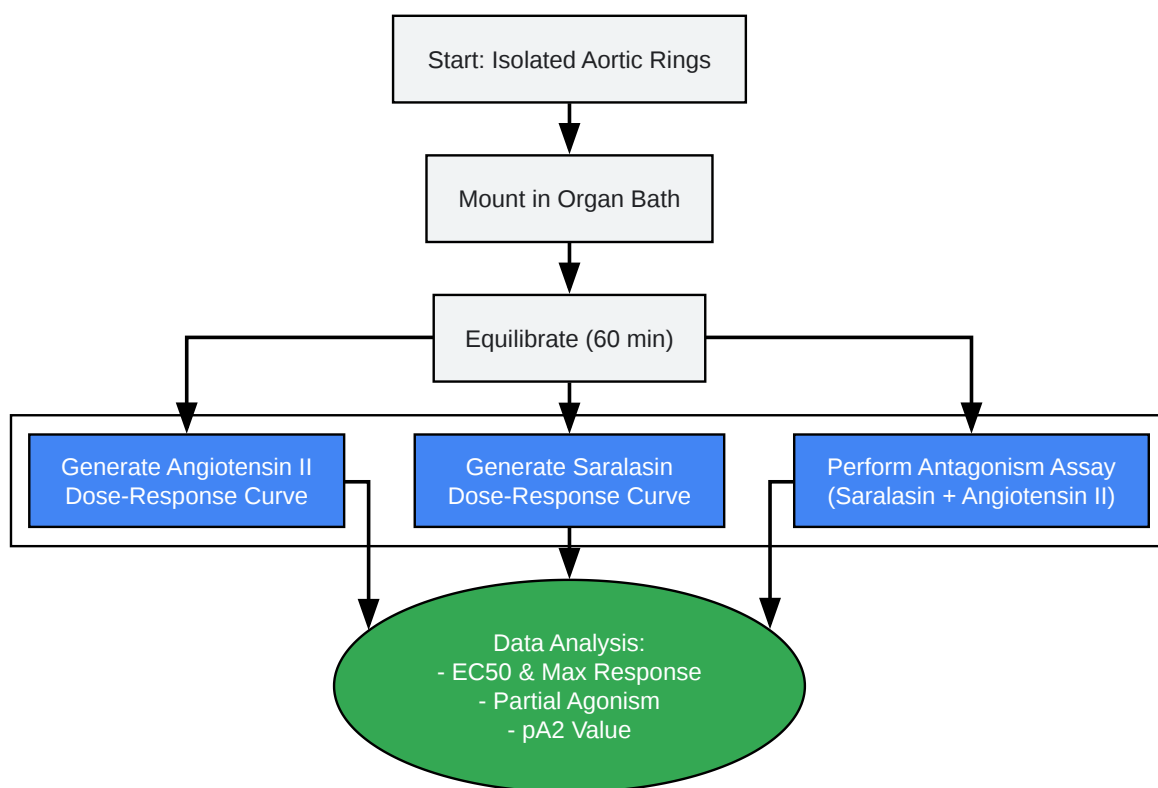 Start: Isolated Aortic Rings
Mount in Organ Bath
Equilibrate (60 min)
Generate Angiotensin II
Dose-Response Curve
Generate Saralasin
Dose-Response Curve
Perform Antagonism Assay
(Saralasin + Angiotensin II)
Data Analysis:
- EC50 & Max Response
- Partial Agonism
- pA2 Value